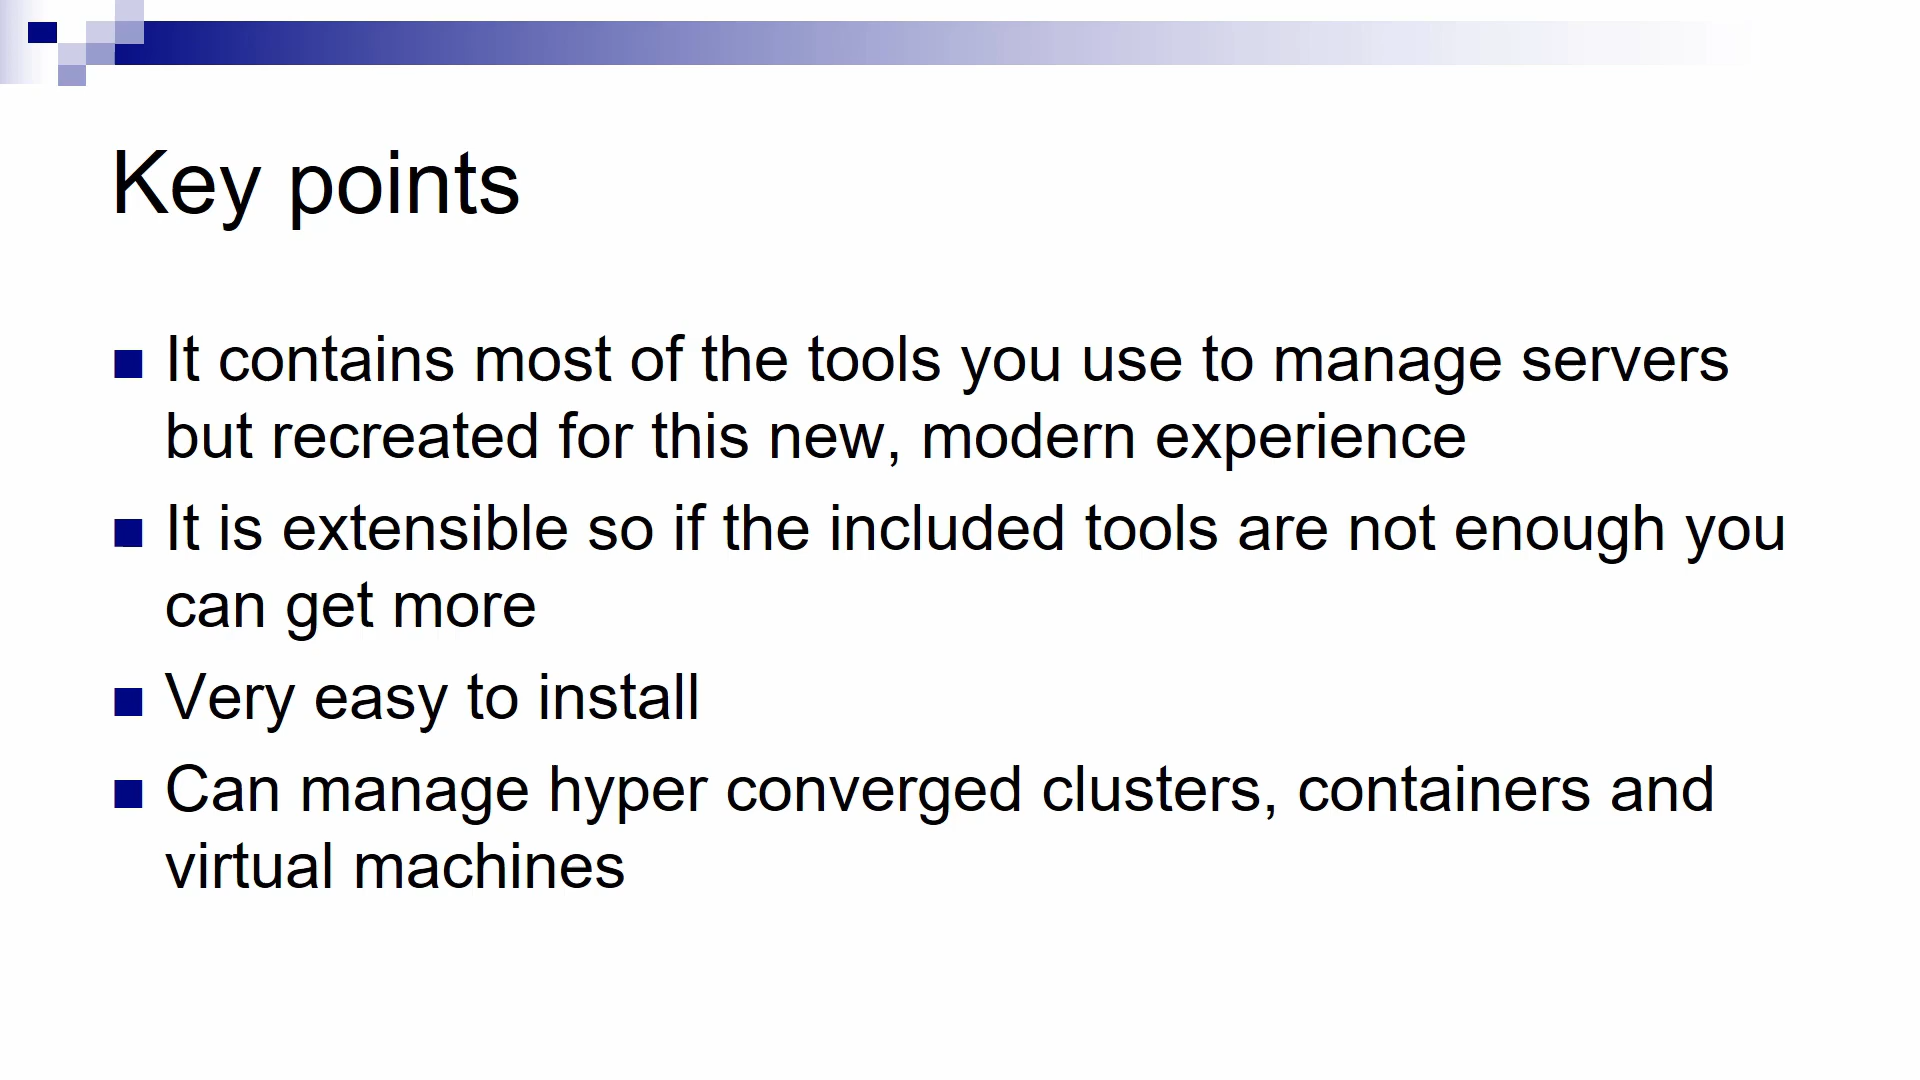 Key points
It contains most of the tools you use to manage servers
but recreated for this new, modern experience
It is extensible so if the included tools are not enough you
can get more
Very easy to install
Can manage hyper converged clusters, containers and
virtual machines